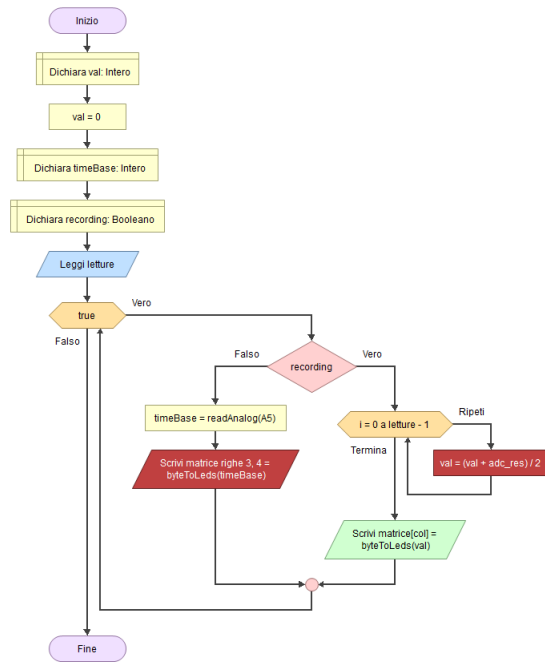 Inizio
Dichiara val: Intero
val = 0
Dichiara timeBase: Intero
Dichiara recording: Booleano
Leggi letture
true
Vero
Falso
recording
Falso
Vero
timeBase = readAnalog(A5)
i = 0 a letture - 1
Ripeti
Termina
Scrivi matrice righe 3, 4 =
byteToLeds(timeBase)
val = (val + adc_res) / 2
Scrivi matrice[col] =
byteToLeds(val)
Fine